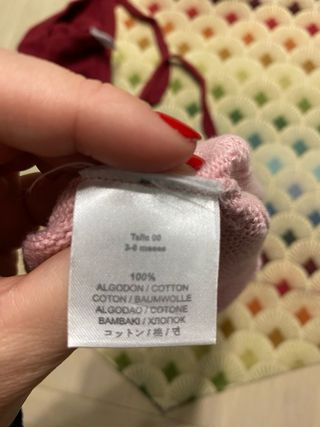 Talla 00
3-6 meses
100%
ALGODON / COTTON
COTON / BAUMWOLLE
ALGODAO / COTONE
BAMBAKI / ХЛОПОК
コットン / 棉 / 면